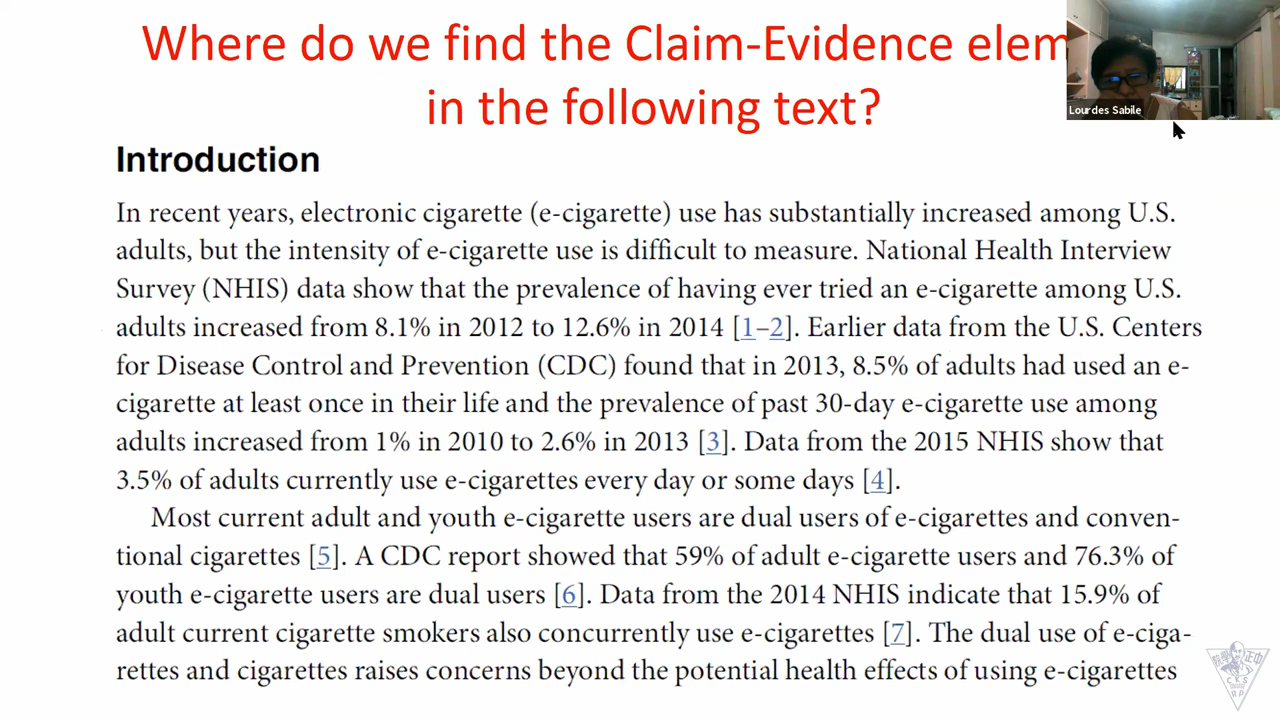 Where do we find the Claim-Evidence elem
in the following text?
Lourdes Sabile
Introduction
In recent years, electronic cigarette (e-cigarette) use has substantially increased among U.S.
adults, but the intensity of e-cigarette use is difficult to measure. National Health Interview
Survey (NHIS) data show that the prevalence of having ever tried an e-cigarette among U.S.
adults increased from 8.1% in 2012 to 12.6% in 2014 [1–2]. Earlier data from the U.S. Centers
for Disease Control and Prevention (CDC) found that in 2013, 8.5% of adults had used an e-
cigarette at least once in their life and the prevalence of past 30-day e-cigarette use among
adults increased from 1% in 2010 to 2.6% in 2013 [3]. Data from the 2015 NHIS show that
3.5% of adults currently use e-cigarettes every day or some days [4].
Most current adult and youth e-cigarette users are dual users of e-cigarettes and conven-
tional cigarettes [5]. A CDC report showed that 59% of adult e-cigarette users and 76.3% of
youth e-cigarette users are dual users [6]. Data from the 2014 NHIS indicate that 15.9% of
adult current cigarette smokers also concurrently use e-cigarettes [7]. The dual use of e-ciga-
rettes and cigarettes raises concerns beyond the potential health effects of using e-cigarettes